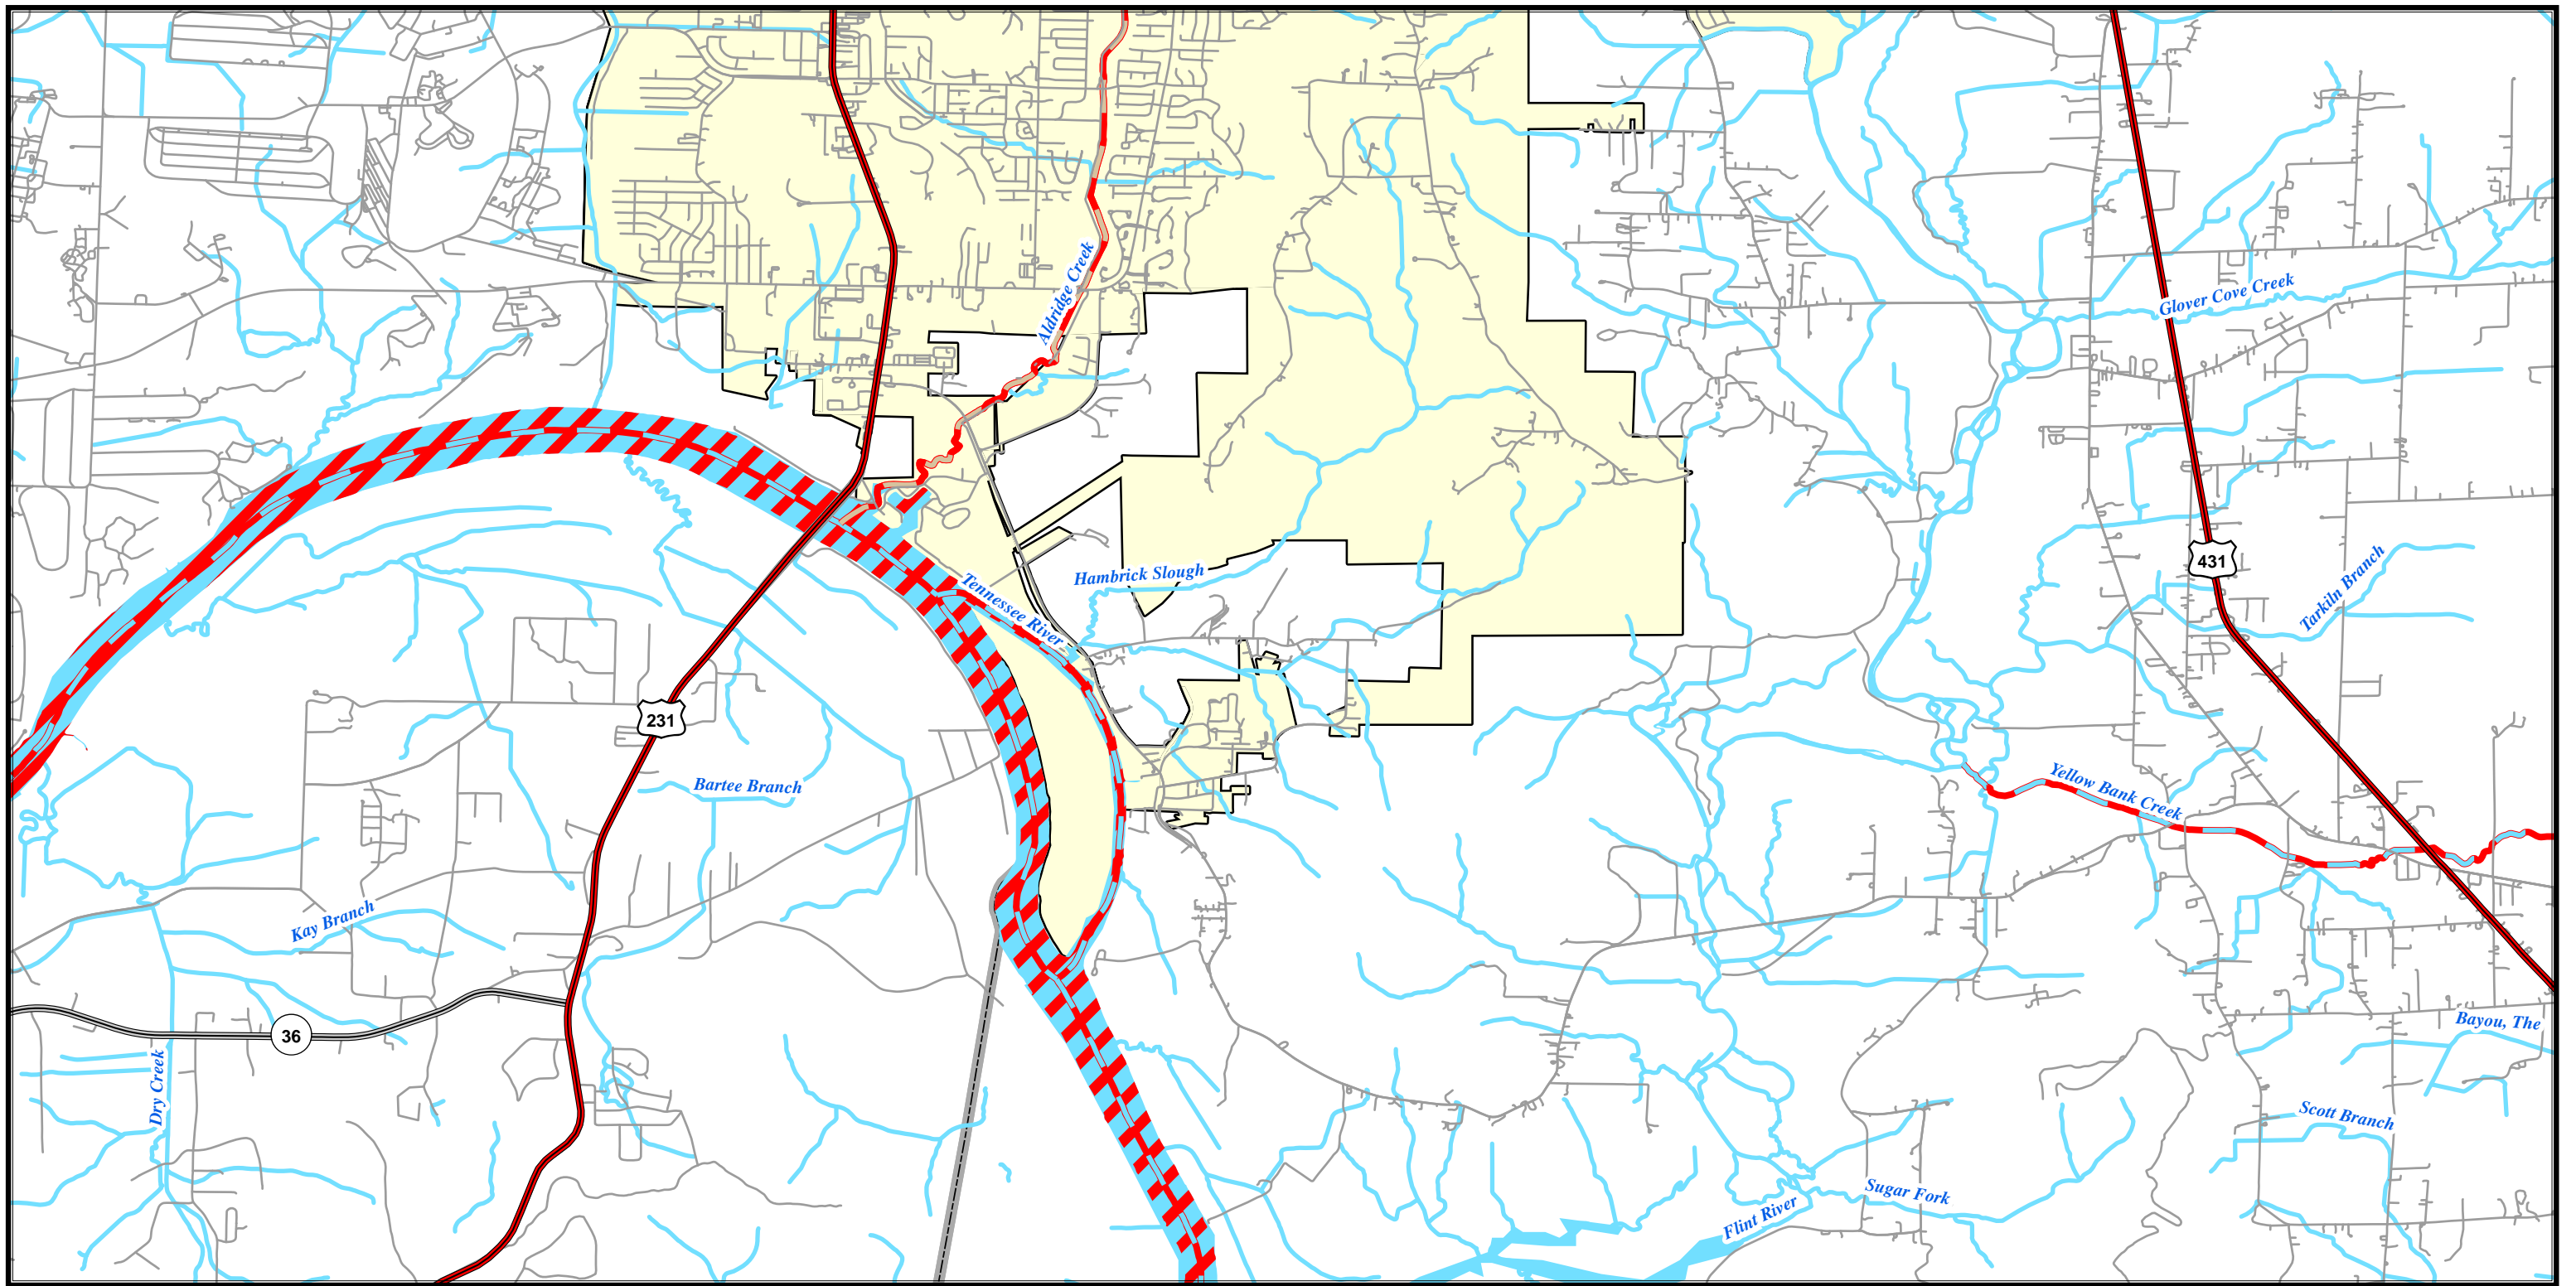 Aldridge Creek
Glover Cove Creek
431
Tarkiln Branch
Hambrick Slough
Tennessee River
231
Bartee Branch
Yellow Bank Creek
Kay Branch
36
Dry Creek
Bayou, The
Scott Branch
Sugar Fork
Flint River